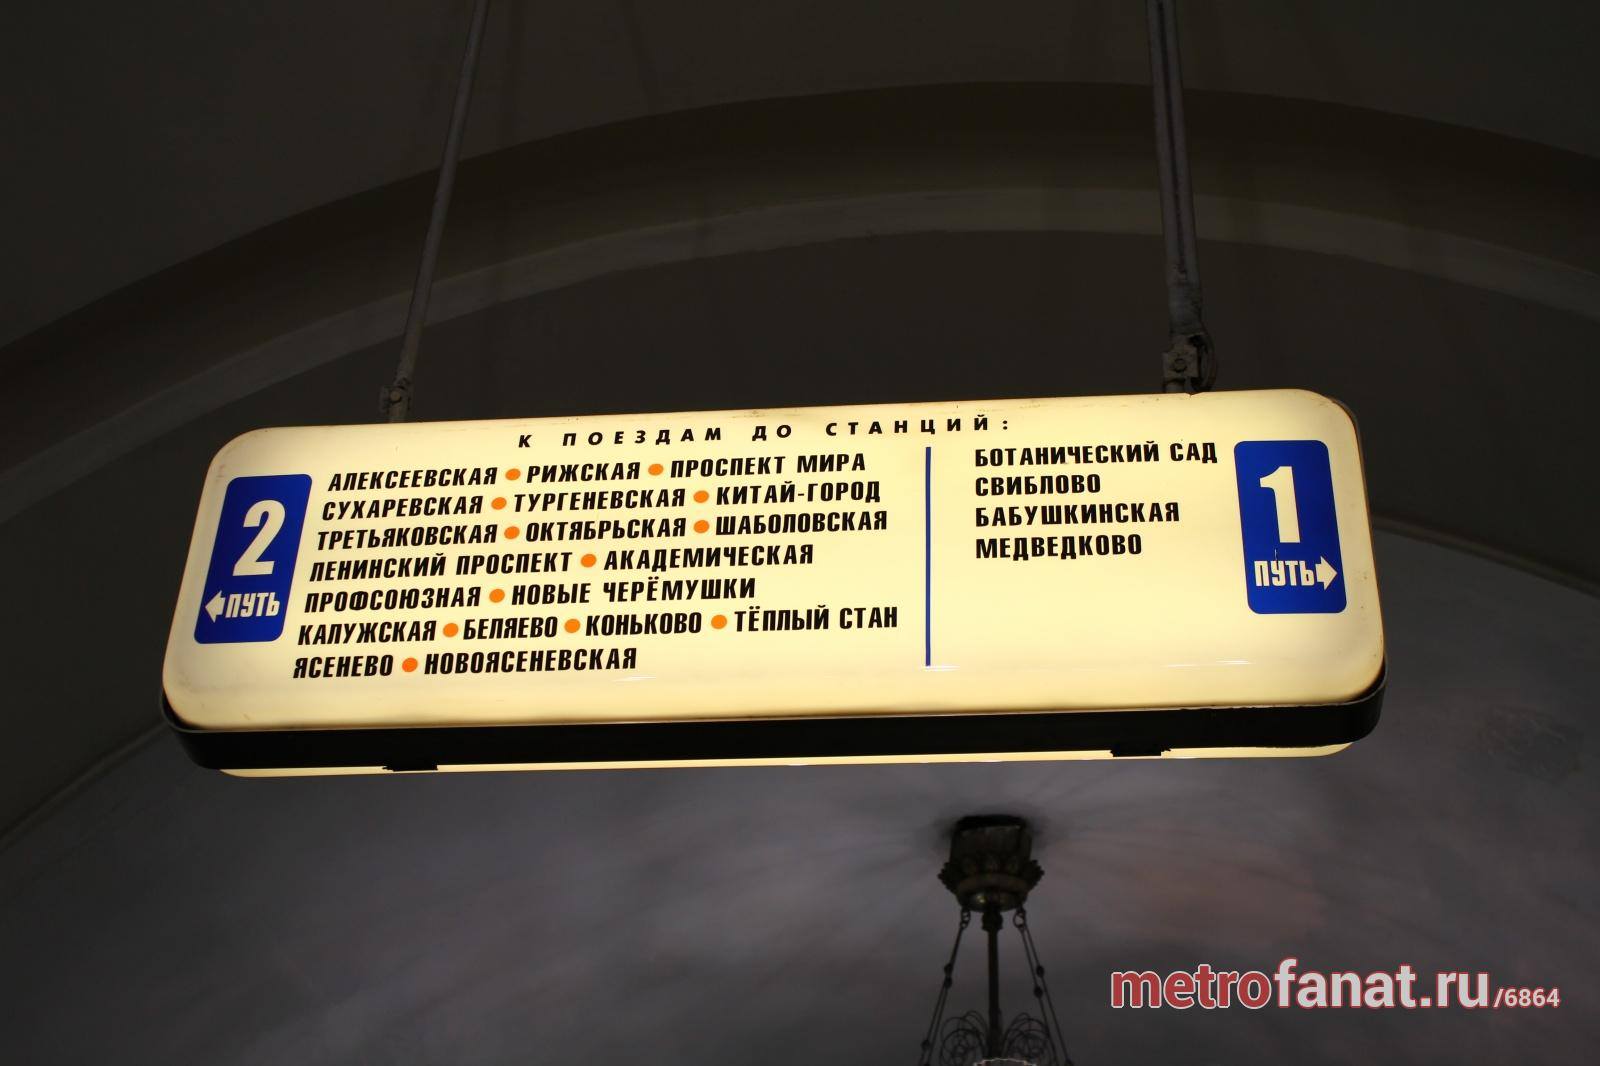 К ПОЕЗДАМ ДО СТАНЦИЙ:
2
ПУТЬ
АЛЕКСЕЕВСКАЯ ● РИЖСКАЯ ● ПРОСПЕКТ МИРА
СУХАРЕВСКАЯ ● ТУРГЕНЕВСКАЯ ● КИТАЙ-ГОРОД
ТРЕТЬЯКОВСКАЯ ● ОКТЯБРЬСКАЯ ● ШАБОЛОВСКАЯ
ЛЕНИНСКИЙ ПРОСПЕКТ ● АКАДЕМИЧЕСКАЯ
ПРОФСОЮЗНАЯ ● НОВЫЕ ЧЕРЁМУШКИ
КАЛУЖСКАЯ ● БЕЛЯЕВО ● КОНЬКОВО ● ТЁПЛЫЙ СТАН
ЯСЕНЕВО ● НОВОЯСЕНЕВСКАЯ
БОТАНИЧЕСКИЙ САД
СВИБЛОВО
БАБУШКИНСКАЯ
МЕДВЕДКОВО
1
ПУТЬ
metrofanat.ru/6864